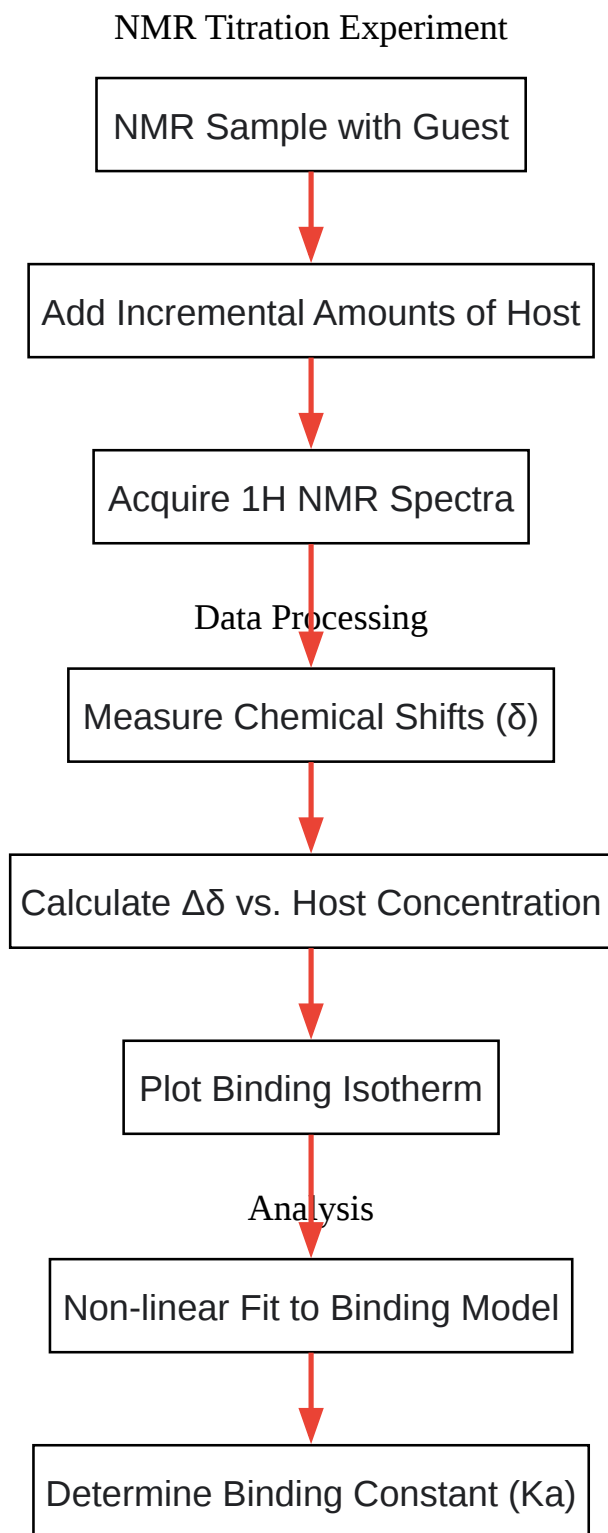 NMR Titration Experiment
NMR Sample with Guest
Add Incremental Amounts of Host
Acquire 1H NMR Spectra
Data Processing
Measure Chemical Shifts (δ)
Calculate Δδ vs. Host Concentration
Plot Binding Isotherm
Analysis
Non-linear Fit to Binding Model
Determine Binding Constant (Ka)